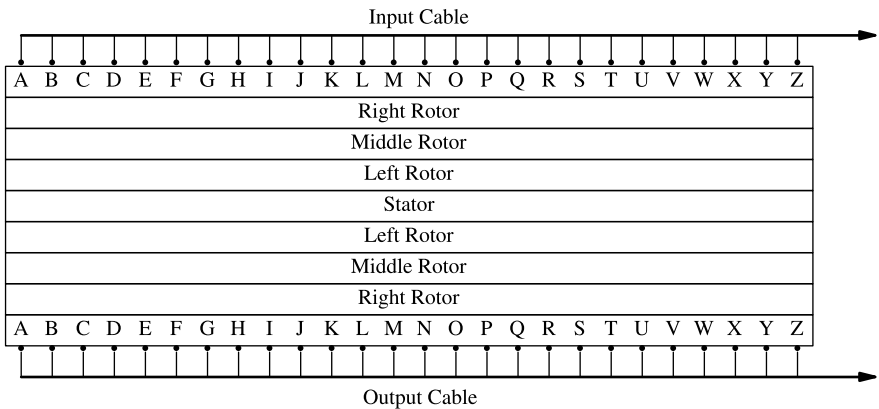 Input Cable
A B C D E F G H I J K L M N O P Q R S T U V W X Y Z
Right Rotor
Middle Rotor
Left Rotor
Stator
Left Rotor
Middle Rotor
Right Rotor
A B C D E F G H I J K L M N O P Q R S T U V W X Y Z
Output Cable